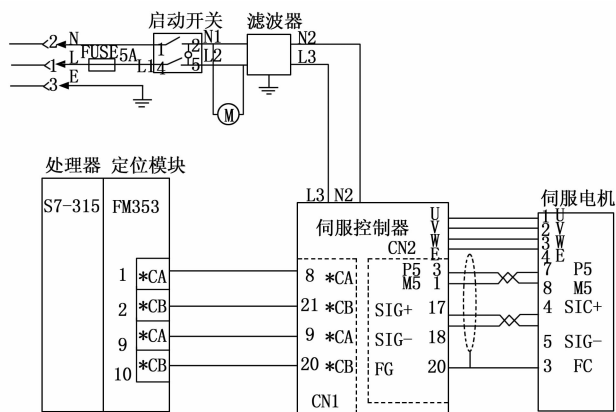 启动开关
滤波器
2 N
1 2 N1
N2
1 L FUSE5A L1 4 5 L2
L3
3 E
M
处理器 定位模块
S7-315 FM353
L3 N2
伺服控制器
伺服电机
CN2
U 1 U
V 2 V
W 3 W
E 4 E
1 *CA 8 *CA
P5 3 7 P5
M5 1 8 M5
2 *CB 21 *CB
SIG+ 17 4 SIC+
9 *CA 9 *CA
SIG- 18 5 SIG-
10 *CB 20 *CB
FG 20 3 FC
CN1